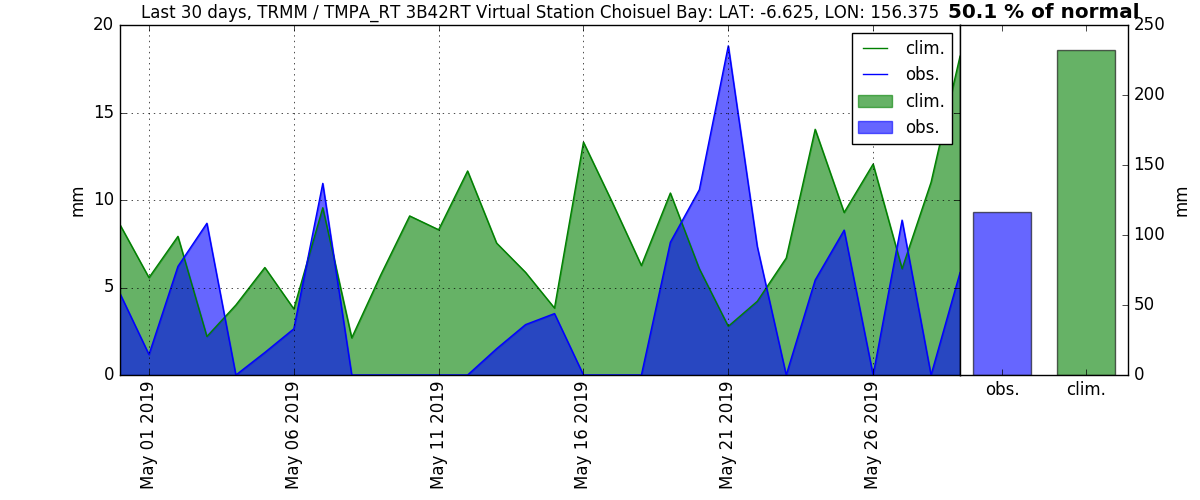 Last 30 days, TRMM / TMPA_RT 3B42RT Virtual Station Choisuel Bay: LAT: -6.625, LON: 156.375 50.1 % of normal
20
15
10
5
0
mm
clim.
obs.
clim.
obs.
250
200
150
100
50
0
mm
obs.
clim.
May 01 2019
May 06 2019
May 11 2019
May 16 2019
May 21 2019
May 26 2019